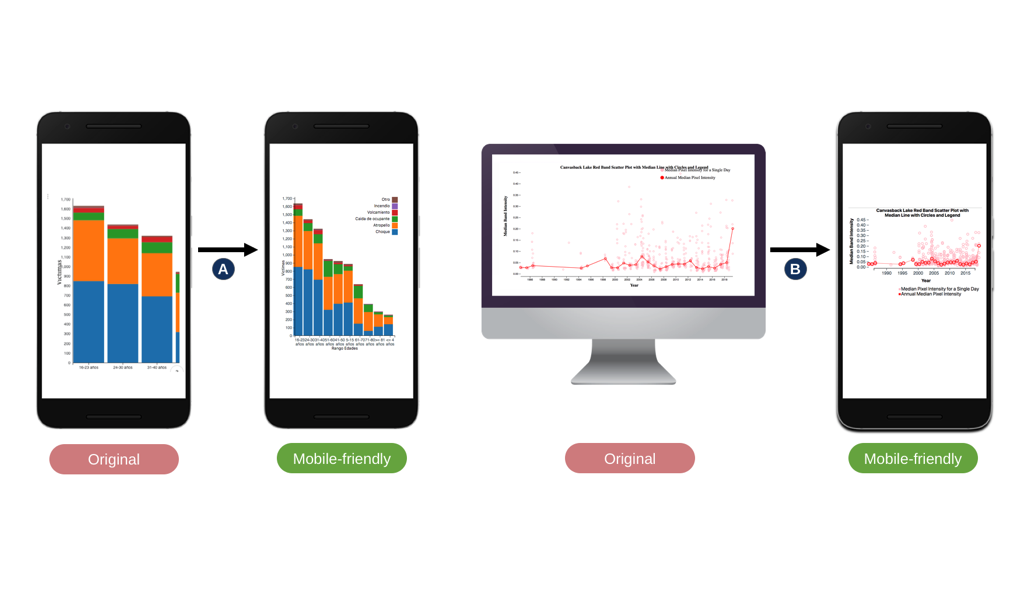 1,700
1,600
1,500
1,400
1,300
1,200
1,100
1,000
900
800
700
600
500
400
300
200
100
0
Víctimas
16-23 años
24-30 años
31-40 años
Original
A
1,700
1,600
1,500
1,400
1,300
1,200
1,100
1,000
900
800
700
600
500
400
300
200
100
0
Víctimas
Otro
Incendio
Volcamiento
Caida de ocupante
Atropello
Choque
años
Rango Edades
Mobile-friendly
Canvasback Lake Red Band Scatter Plot with Median Line with Circles and Legend
Median Pixel Intensity for a Single Day
Annual Median Pixel Intensity
Median Band Intensity
Year
Original
B
Canvasback Lake Red Band Scatter Plot with
Median Line with Circles and Legend
Median Band Intensity
0.45
0.40
0.35
0.30
0.25
0.20
0.15
0.10
0.05
0.00
1980
1990
2000
2005
2010
2015
Year
Median Pixel Intensity for a Single Day
Annual Median Pixel Intensity
Mobile-friendly